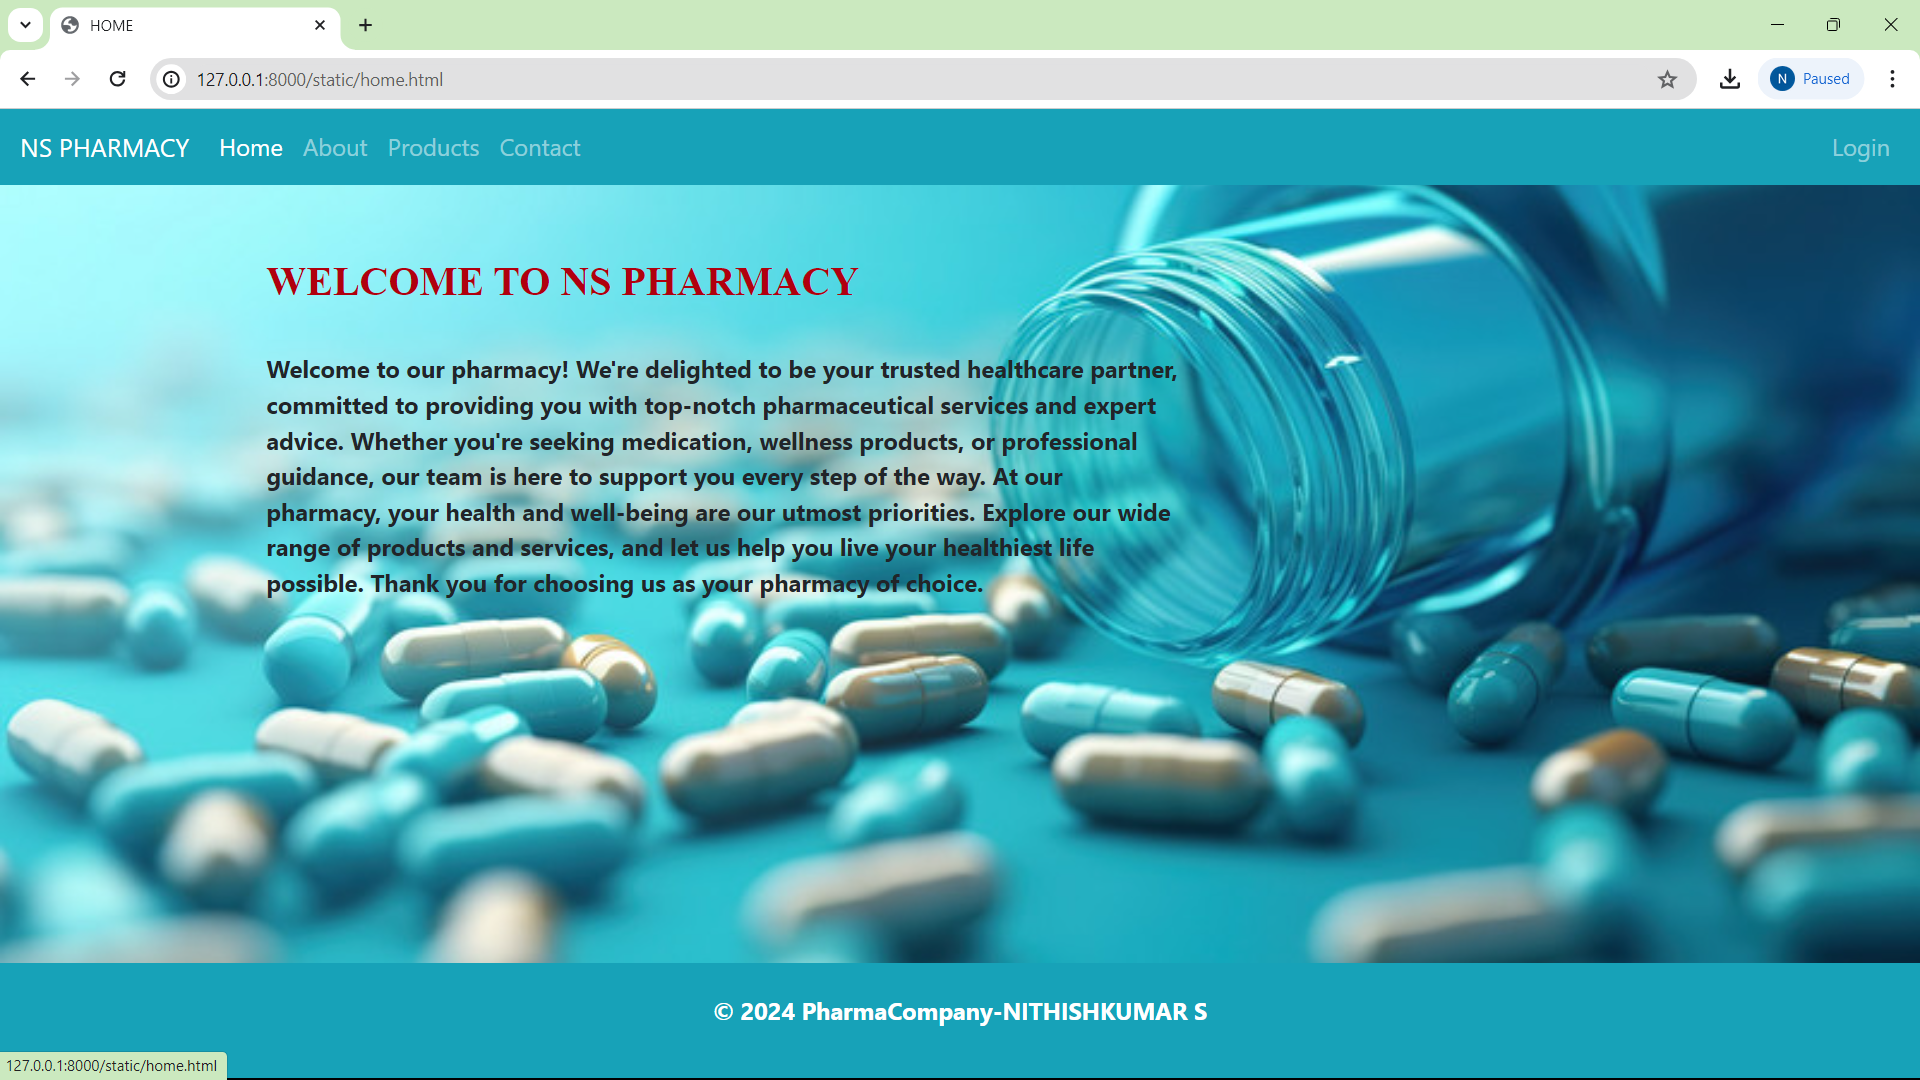 HOME
127.0.0.1:8000/static/home.html
N Paused
NS PHARMACY Home About Products Contact Login
WELCOME TO NS PHARMACY
Welcome to our pharmacy! We're delighted to be your trusted healthcare partner,
committed to providing you with top-notch pharmaceutical services and expert
advice. Whether you're seeking medication, wellness products, or professional
guidance, our team is here to support you every step of the way. At our
pharmacy, your health and well-being are our utmost priorities. Explore our wide
range of products and services, and let us help you live your healthiest life
possible. Thank you for choosing us as your pharmacy of choice.
© 2024 PharmaCompany-NITHISHKUMAR S
127.0.0.1:8000/static/home.html